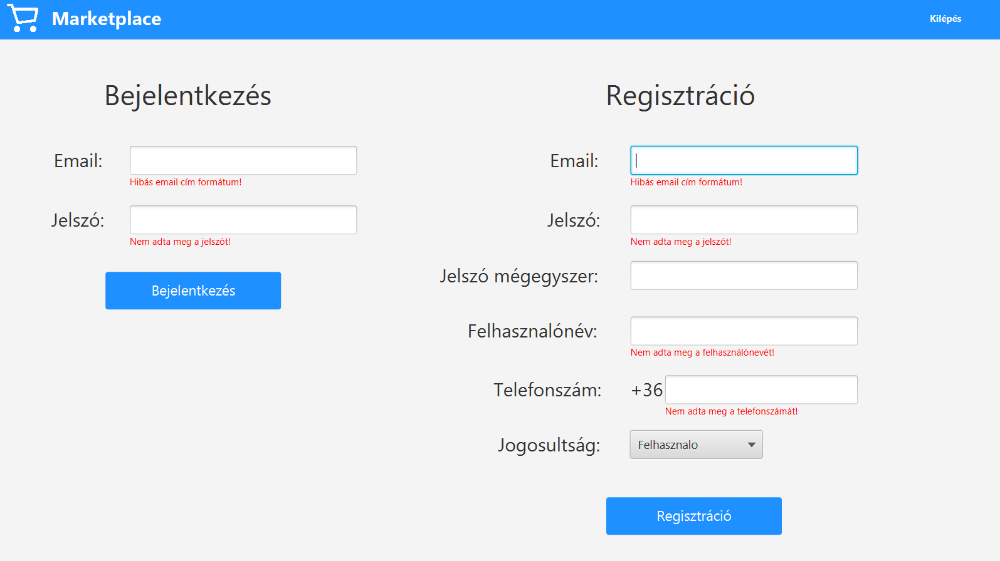 Marketplace
Kilépés
Bejelentkezés
Email:
Hibás email cím formátum!
Jelszó:
Nem adta meg a jelszót!
Bejelentkezés
Regisztráció
Email:
Hibás email cím formátum!
Jelszó:
Nem adta meg a jelszót!
Jelszó mégegyszer:
Felhasznalónév:
Nem adta meg a felhasználónevét!
Telefonszám: +36
Nem adta meg a telefonszámát!
Jogosultság: Felhasznalo
Regisztráció